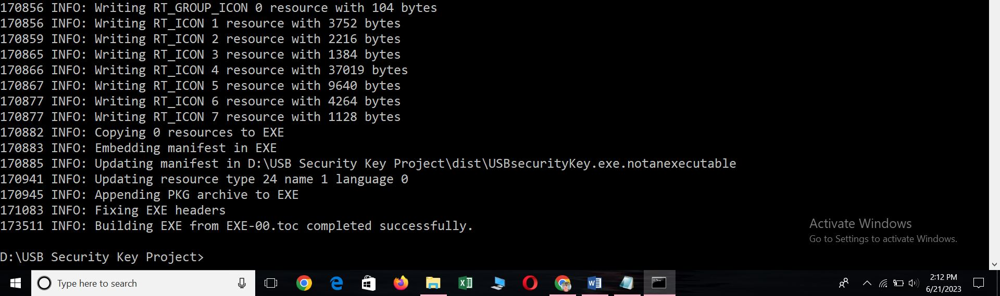 170856 INFO: Writing RT_GROUP_ICON 0 resource with 104 bytes
170856 INFO: Writing RT_ICON 1 resource with 3752 bytes
170859 INFO: Writing RT_ICON 2 resource with 2216 bytes
170865 INFO: Writing RT_ICON 3 resource with 1384 bytes
170866 INFO: Writing RT_ICON 4 resource with 37019 bytes
170867 INFO: Writing RT_ICON 5 resource with 9640 bytes
170877 INFO: Writing RT_ICON 6 resource with 4264 bytes
170877 INFO: Writing RT_ICON 7 resource with 1128 bytes
170882 INFO: Copying 0 resources to EXE
170883 INFO: Embedding manifest in EXE
170885 INFO: Updating manifest in D:\USB Security Key Project\dist\USBsecurityKey.exe.notanexecutable
170941 INFO: Updating resource type 24 name 1 language 0
170945 INFO: Appending PKG archive to EXE
171083 INFO: Fixing EXE headers
173511 INFO: Building EXE from EXE-00.toc completed successfully.
Activate Windows
Go to Settings to activate Windows.
D:\USB Security Key Project>
Type here to search
2:12 PM
6/21/2023